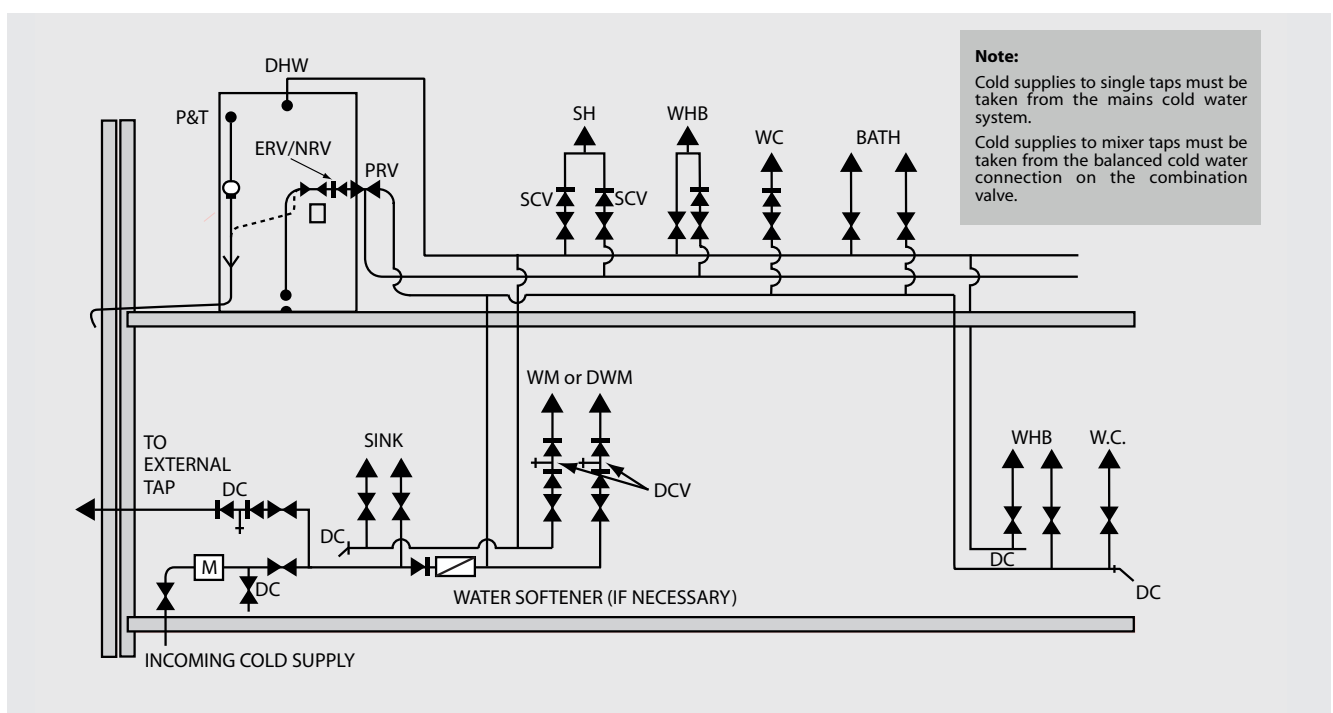 DHW
P&T
ERV/NRV
PRV
SH
WHB
WC
BATH
SCV
SCV
Note:
Cold supplies to single taps must be
taken from the mains cold water
system.
Cold supplies to mixer taps must be
taken from the balanced cold water
connection on the combination
valve.
WM or DWM
TO
EXTERNAL
TAP
SINK
DC
DCV
WHB
W.C.
DC
M
DC
DC
DC
WATER SOFTENER (IF NECESSARY)
INCOMING COLD SUPPLY